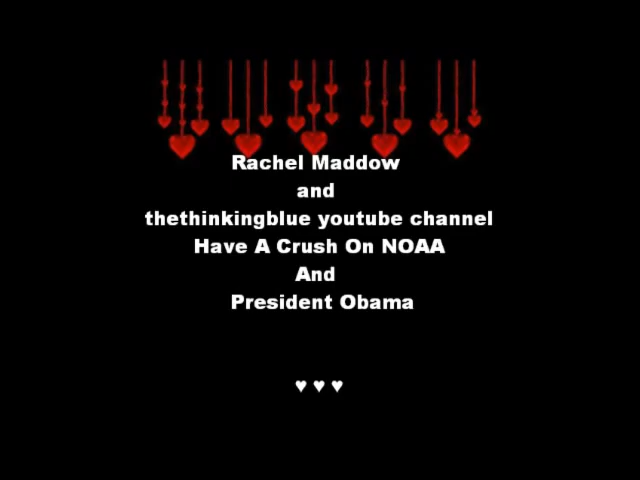 Rachel Maddow
and
thethinkingblue youtube channel
Have A Crush On NOAA
And
President Obama
♥ ♥ ♥